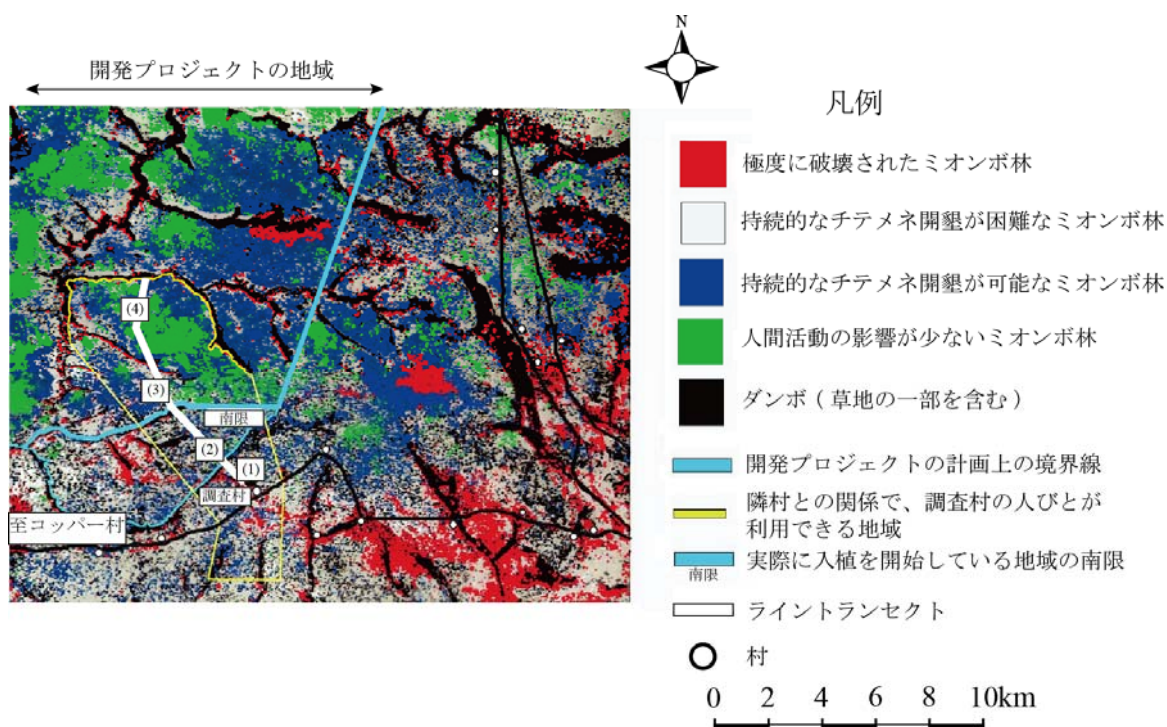 N
開発プロジェクトの地域
凡例
極度に破壊されたミオンボ林
持続的なチテメネ開墾が困難なミオンボ林
持続的なチテメネ開墾が可能なミオンボ林
人間活動の影響が少ないミオンボ林
ダンボ ( 草地の一部を含む )
開発プロジェクトの計画上の境界線
隣村との関係で、調査村の人びとが
利用できる地域
実際に入植を開始している地域の南限
南限
ライントランセクト
村
0 2 4 6 8 10km
(4)
(3)
南限
(2)
(1)
調査村
至コッパー村